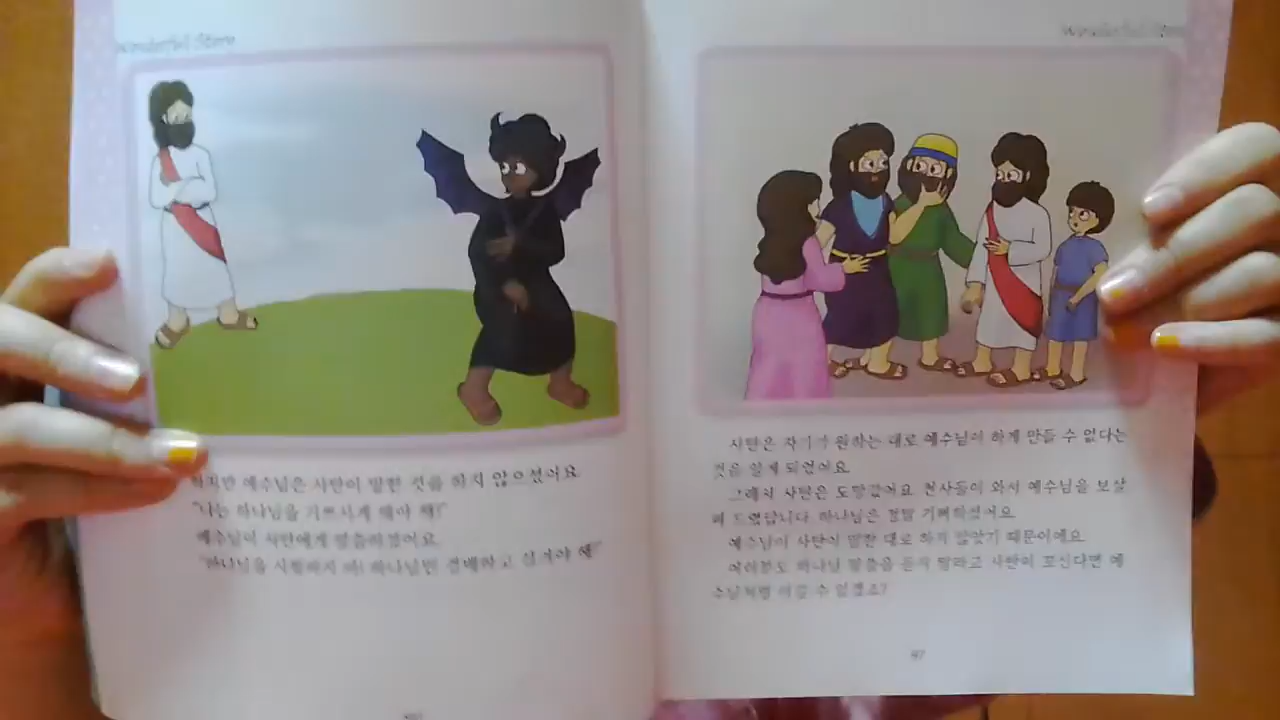 Wonderful Story
하지만 예수님은 사탄이 말한 것을 하지 않으셨어요.
"나는 하나님을 기쁘시게 해야 해!"
예수님이 사탄에게 말씀하셨어요.
"하나님을 시험하지 마! 하나님만 경배하고 섬겨야 해"
Wonderful Story
사탄은 자기가 원하는 대로 예수님이 하게 만들 수 없다는
것을 알게 되었어요.
그래서 사탄은 도망갔어요. 천사들이 와서 예수님을 보살
펴 드렸답니다. 하나님은 정말 기뻐하셨어요.
예수님이 사탄이 말한 대로 하지 않았기 때문이에요.
여러분도 하나님 말씀을 듣지 말라고 사탄이 꼬신다면 예
수님처럼 이길 수 있겠죠?
97